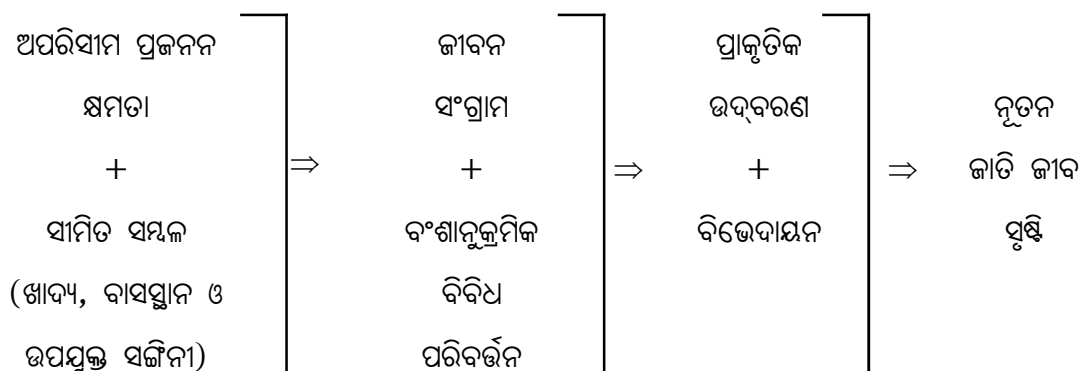 ଅପରିସୀମ ପ୍ରଜନନ
କ୍ଷମତା
+
ସୀମିତ ସମ୍ବଳ
(ଖାଦ୍ୟ, ବାସସ୍ଥାନ ଓ
ଉପଯୁକ୍ତ ସଙ୍ଗିନୀ)
⇒
ଜୀବନ
ସଂଗ୍ରାମ
+
ବଂଶାନୁକ୍ରମିକ
ବିବିଧ
ପରିବର୍ତ୍ତନ
⇒
ପ୍ରାକୃତିକ
ଉଦ୍‌ବରଣ
+
ବିଭେଦାୟନ
⇒
ନୂତନ
ଜାତି ଜୀବ
ସୃଷ୍ଟି